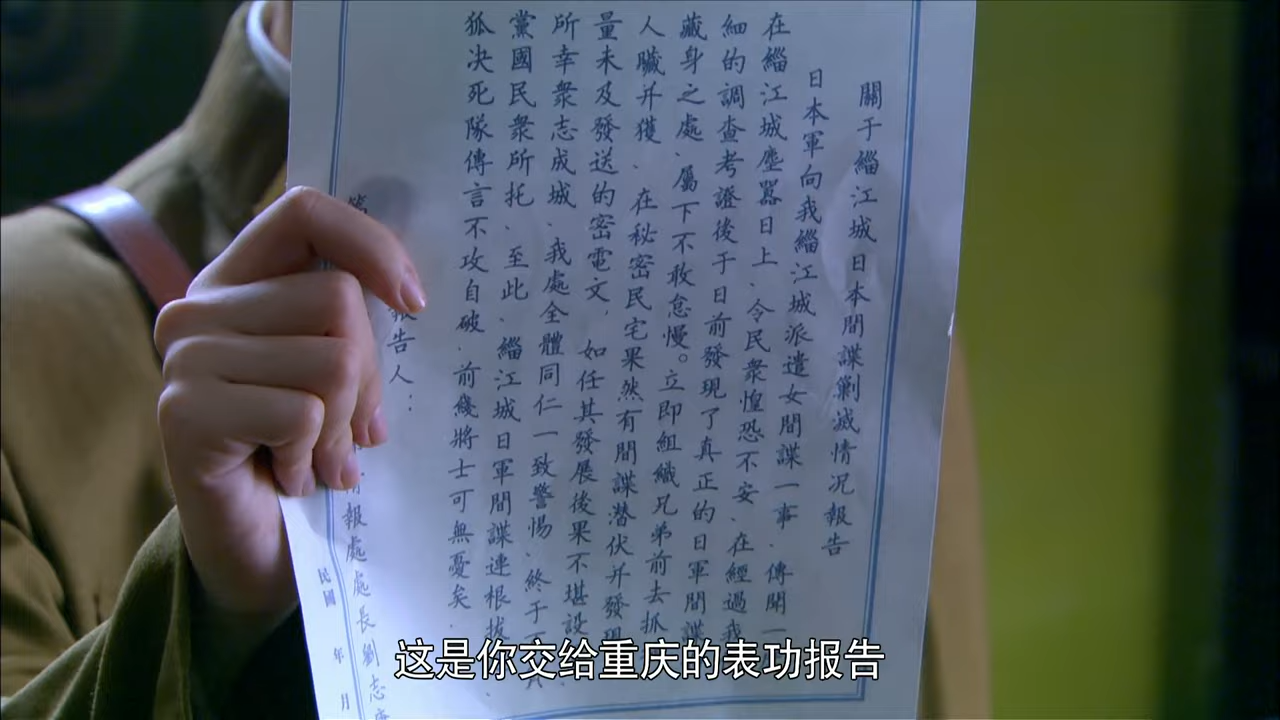 關于緇江城日本間諜剿滅情况報告
日本軍向我緇江城派遣女間諜一事、傳聞一
在緇江城塵囂日上、令民衆惶恐不安、在經過我
細的調查考證後于日前發現了真正的日軍間諜
藏身之處、屬下不敢怠慢。立即組織兄弟前去抓
人贓并獲、在秘密民宅果然有間諜潜伏并發現
量未及發送的密電文，如任其發展後果不堪設
所幸衆志成城、我處全體同仁一致警惕、終于不
黨國民衆所托、至此、緇江城日軍間諜連根拔
狐决死隊傳言不攻自破、前綫將士可無憂矣、
報告人：
情報處處長劉志
民國 年 月
这是你交给重庆的表功报告